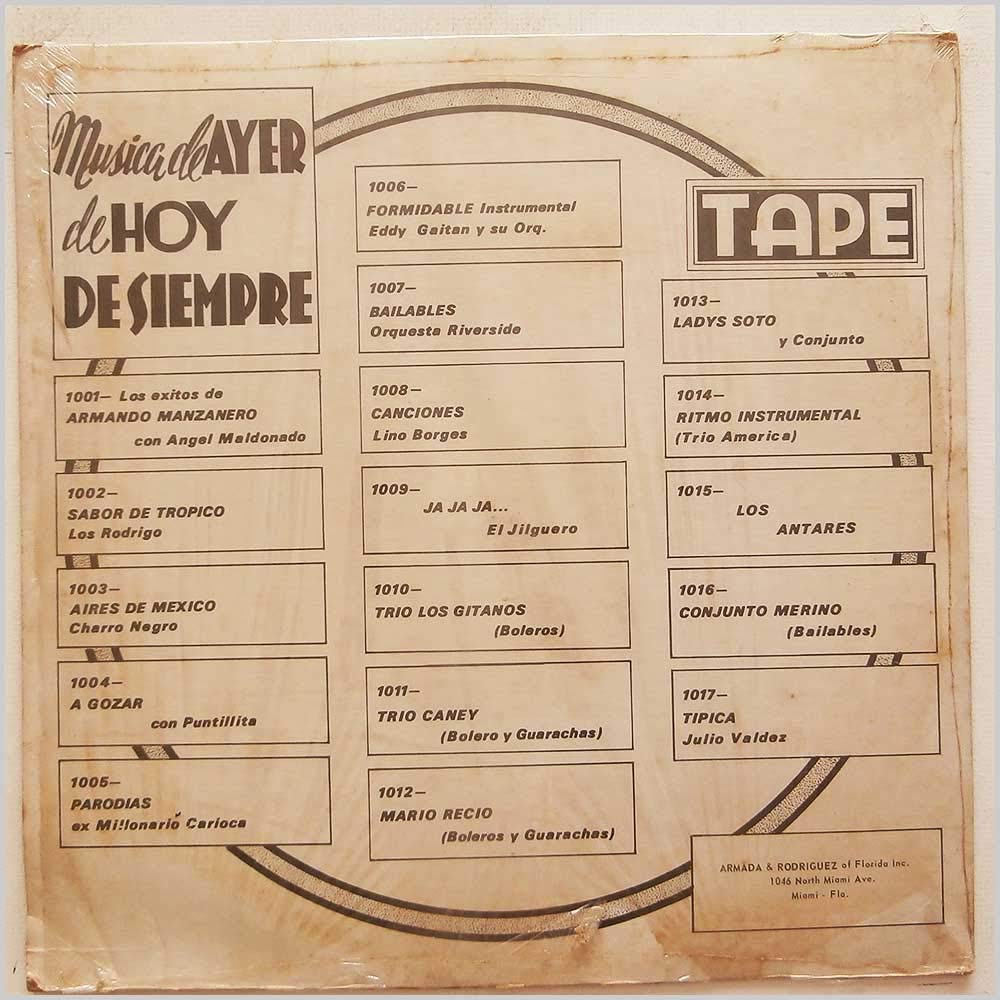 Musica de AYER
de HOY
DE SIEMPRE
1001— Los exitos de
ARMANDO MANZANERO
con Angel Maldonado
1002—
SABOR DE TROPICO
Los Rodrigo
1003—
AIRES DE MEXICO
Charro Negro
1004—
A GOZAR
con Puntillita
1005—
PARODIAS
ex Millonario Carioca
1006—
FORMIDABLE Instrumental
Eddy Gaitan y su Orq.
1007—
BAILABLES
Orquesta Riverside
1008—
CANCIONES
Lino Borges
1009—
JA JA JA...
El Jilguero
1010—
TRIO LOS GITANOS
(Boleros)
1011—
TRIO CANEY
(Bolero y Guarachas)
1012—
MARIO RECIO
(Boleros y Guarachas)
TAPE
1013—
LADYS SOTO
y Conjunto
1014—
RITMO INSTRUMENTAL
(Trio America)
1015—
LOS
ANTARES
1016—
CONJUNTO MERINO
(Bailables)
1017—
TIPICA
Julio Valdez
ARMADA & RODRIGUEZ of Florida Inc.
1046 North Miami Ave.
Miami - Fla.